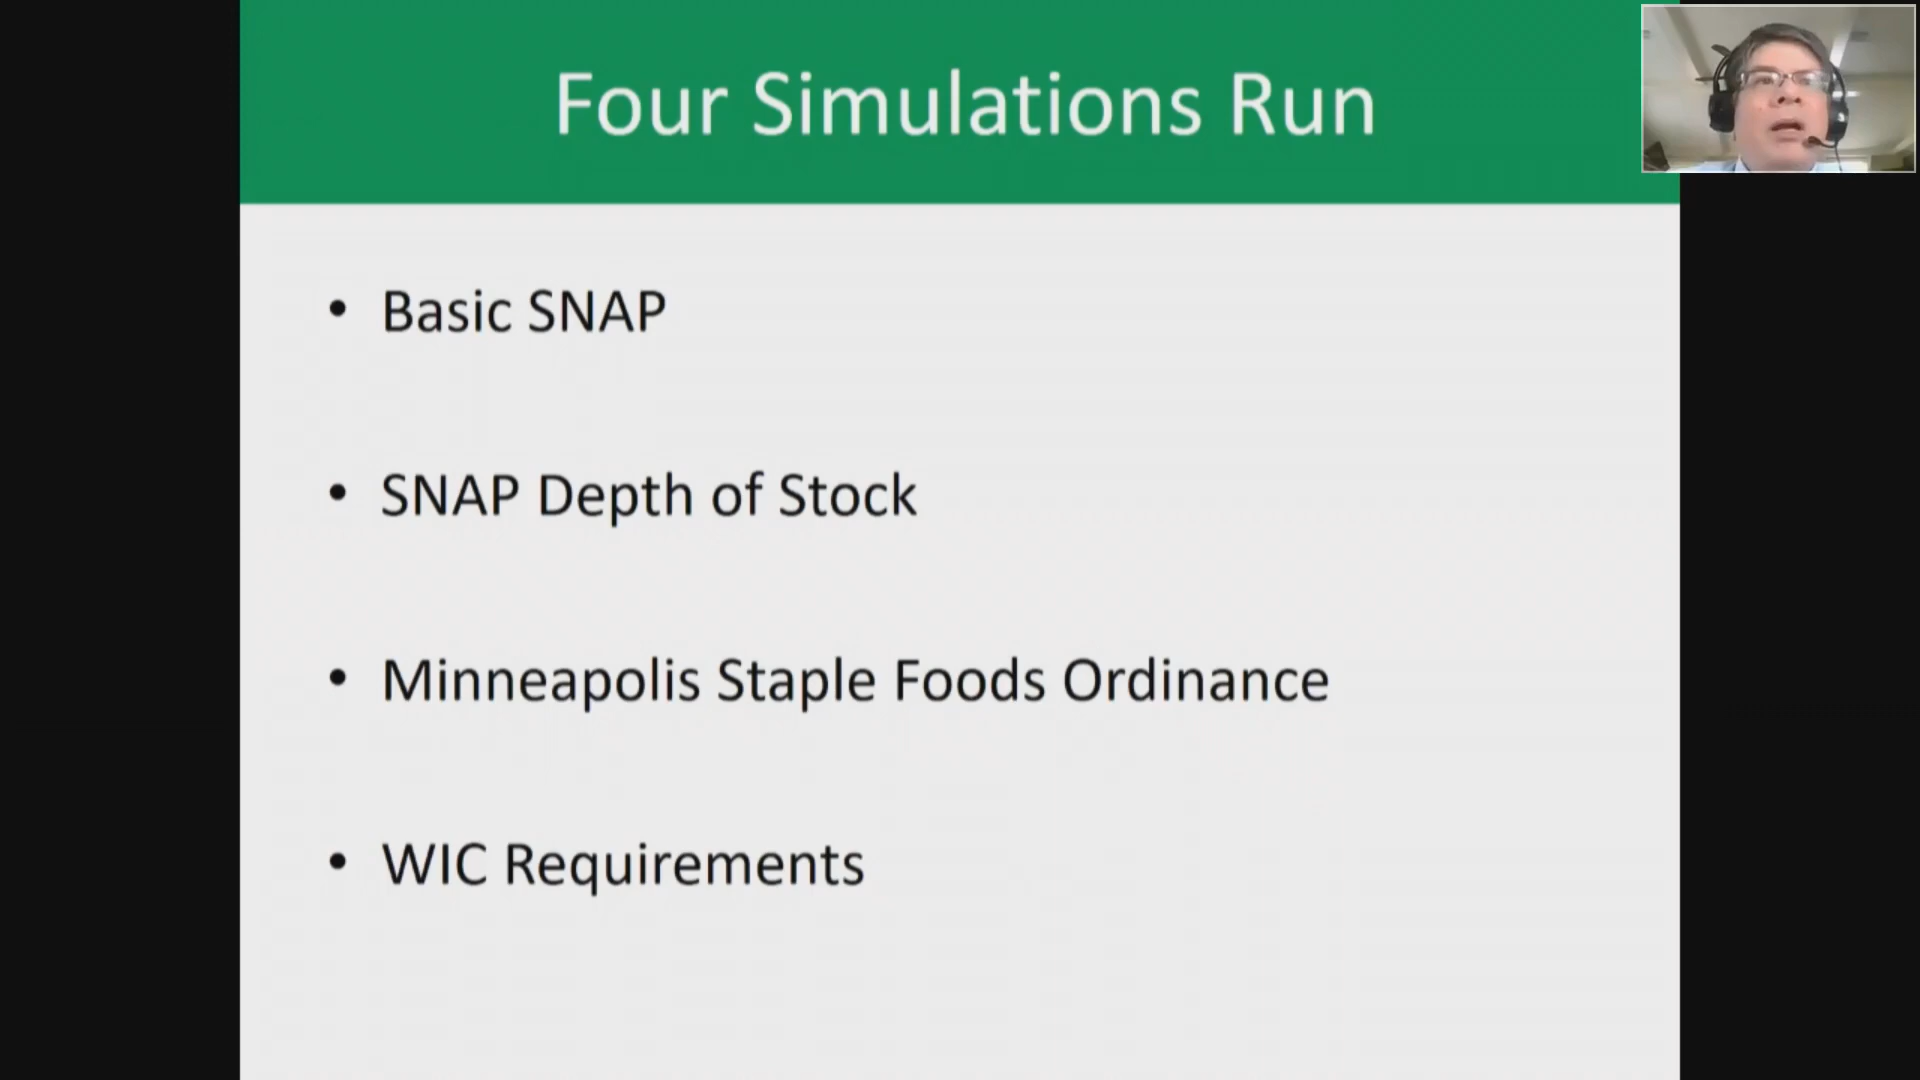 Four Simulations Run
• Basic SNAP
• SNAP Depth of Stock
• Minneapolis Staple Foods Ordinance
• WIC Requirements